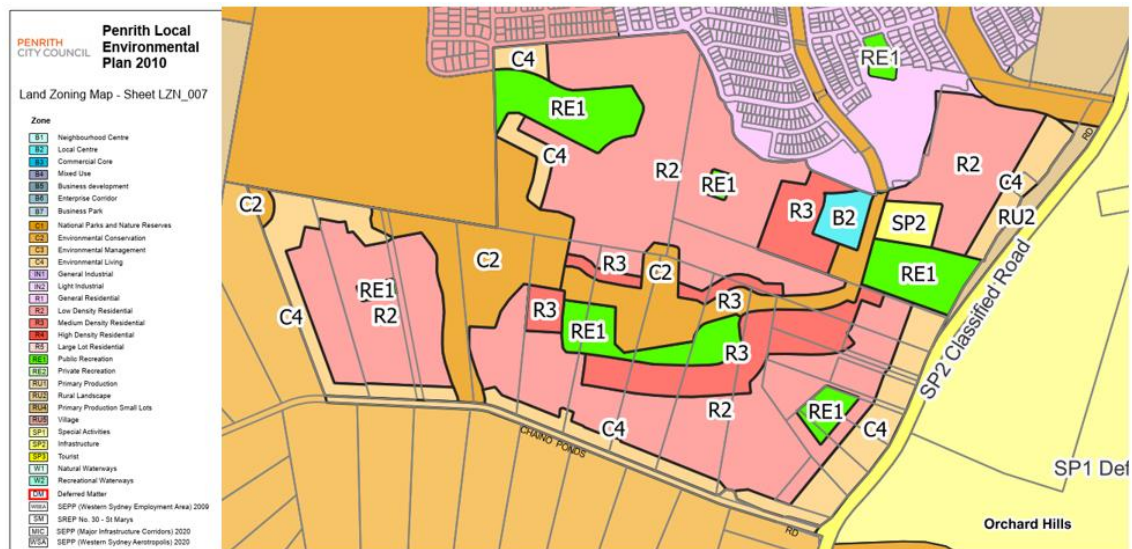 PENRITH
CITY COUNCIL
Penrith Local
Environmental
Plan 2010
Land Zoning Map - Sheet LZN_007
Zone
B1 Neighbourhood Centre
B2 Local Centre
B3 Commercial Core
B4 Mixed Use
B5 Business development
B6 Enterprise Corridor
B7 Business Park
C1 National Parks and Nature Reserves
C2 Environmental Conservation
C3 Environmental Management
C4 Environmental Living
IN1 General Industrial
IN2 Light Industrial
R1 General Residential
R2 Low Density Residential
R3 Medium Density Residential
R4 High Density Residential
R5 Large Lot Residential
RE1 Public Recreation
RE2 Private Recreation
RU1 Primary Production
RU2 Rural Landscape
RU4 Primary Production Small Lots
RU5 Village
SP1 Special Activities
SP2 Infrastructure
SP3 Tourist
W1 Natural Waterways
W2 Recreational Waterways
DM Deferred Matter
WSEA SEPP (Western Sydney Employment Area) 2009
SM SREP No. 30 - St Marys
MIC SEPP (Major Infrastructure Corridors) 2020
WSA SEPP (Western Sydney Aerotropolis) 2020
C4
RE1
RE1
C4
R2
R2
RE1
C4
RD
C2
R3
B2
SP2
RU2
C2
R3
C2
RE1
RE1
R2
R3
R3
RE1
R3
C4
SP2 Classified Road
R2
RE1
C4
C4
CHAINO PONDS
RD
SP1 Def
Orchard Hills